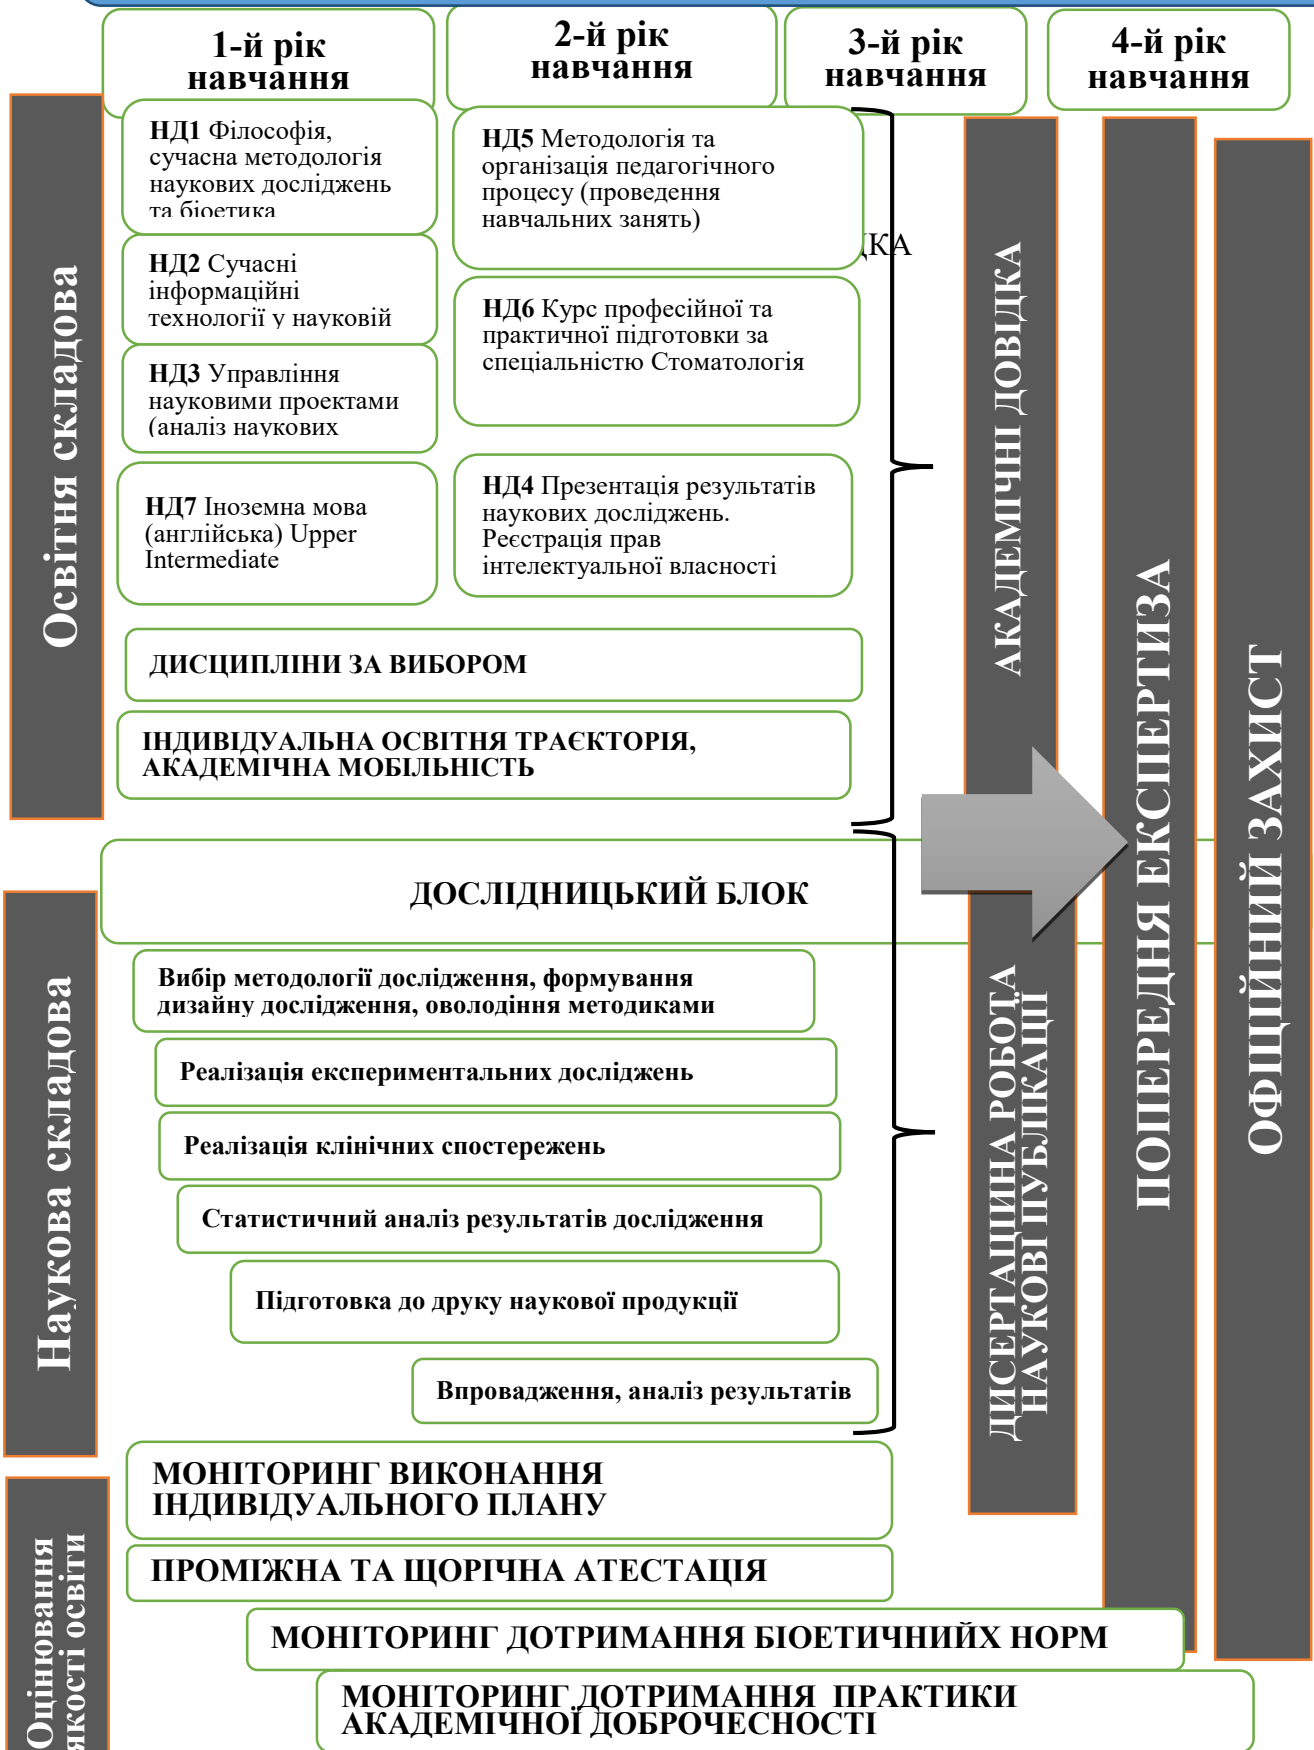 1-й рік
навчання
2-й рік
навчання
3-й рік
навчання
4-й рік
навчання
Освітня складова
НД1 Філософія,
сучасна методологія
наукових досліджень
та біоетика
НД2 Сучасні
інформаційні
технології у науковій
НД3 Управління
науковими проектами
(аналіз наукових
НД7 Іноземна мова
(англійська) Upper
Intermediate
НД5 Методологія та
організація педагогічного
процесу (проведення
навчальних занять)
НД6 Курс професійної та
практичної підготовки за
спеціальністю Стоматологія
НД4 Презентація результатів
наукових досліджень.
Реєстрація прав
інтелектуальної власності
ДИСЦИПЛІНИ ЗА ВИБОРОМ
ІНДИВІДУАЛЬНА ОСВІТНЯ ТРАЄКТОРІЯ,
АКАДЕМІЧНА МОБІЛЬНІСТЬ
АКАДЕМІЧНІ ДОВІДКА
ПОПЕРЕДНЯ ЕКСПЕРТИЗА
ОФІЦІЙНИЙ ЗАХИСТ
Наукова складова
ДОСЛІДНИЦЬКИЙ БЛОК
Вибір методології дослідження, формування
дизайну дослідження, оволодіння методиками
Реалізація експериментальних досліджень
Реалізація клінічних спостережень
Статистичний аналіз результатів дослідження
Підготовка до друку наукової продукції
Впровадження, аналіз результатів
ДИСЕРТАЦІЙНА РОБОТА
НАУКОВІ ПУБЛІКАЦІЇ
Оцінювання
якості освіти
МОНІТОРИНГ ВИКОНАННЯ
ІНДИВІДУАЛЬНОГО ПЛАНУ
ПРОМІЖНА ТА ЩОРІЧНА АТЕСТАЦІЯ
МОНІТОРИНГ ДОТРИМАННЯ БІОЕТИЧНИЙХ НОРМ
МОНІТОРИНГ ДОТРИМАННЯ ПРАКТИКИ
АКАДЕМІЧНОЇ ДОБРОЧЕСНОСТІ